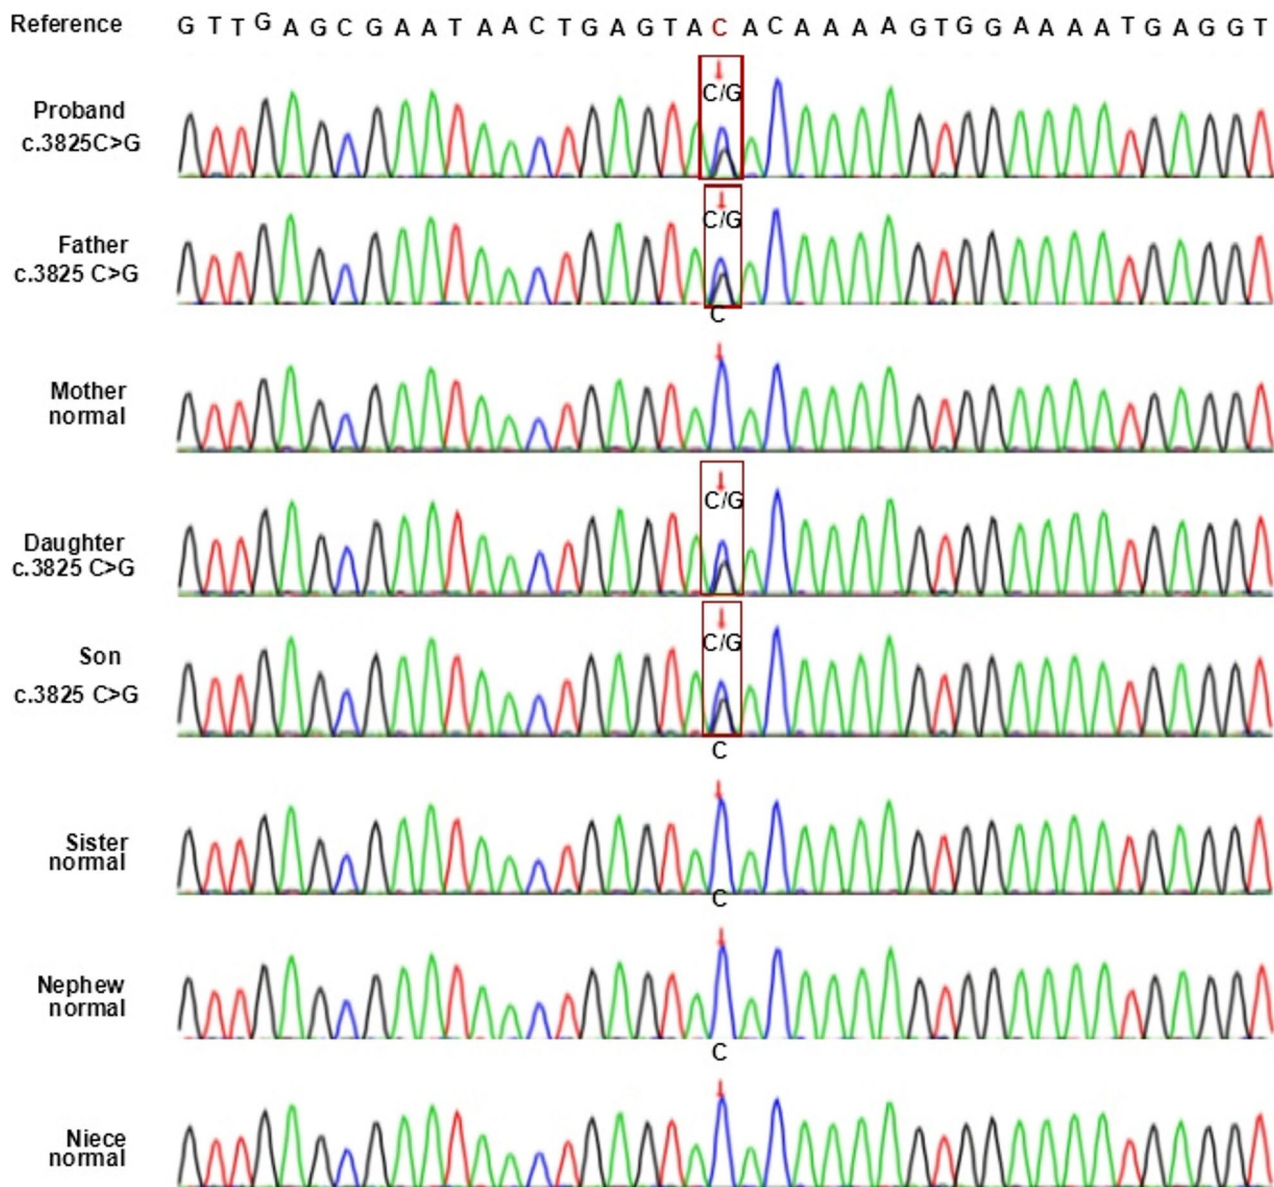 Reference G T T G A G C G A A T A A C T G A G T A C A C A A A A G T G G A A A A T G A G G T
C/G
Proband
c.3825C>G
C/G
Father
c.3825 C>G
C
Mother
normal
C/G
Daughter
c.3825 C>G
C/G
Son
c.3825 C>G
C
Sister
normal
C
Nephew
normal
C
Niece
normal